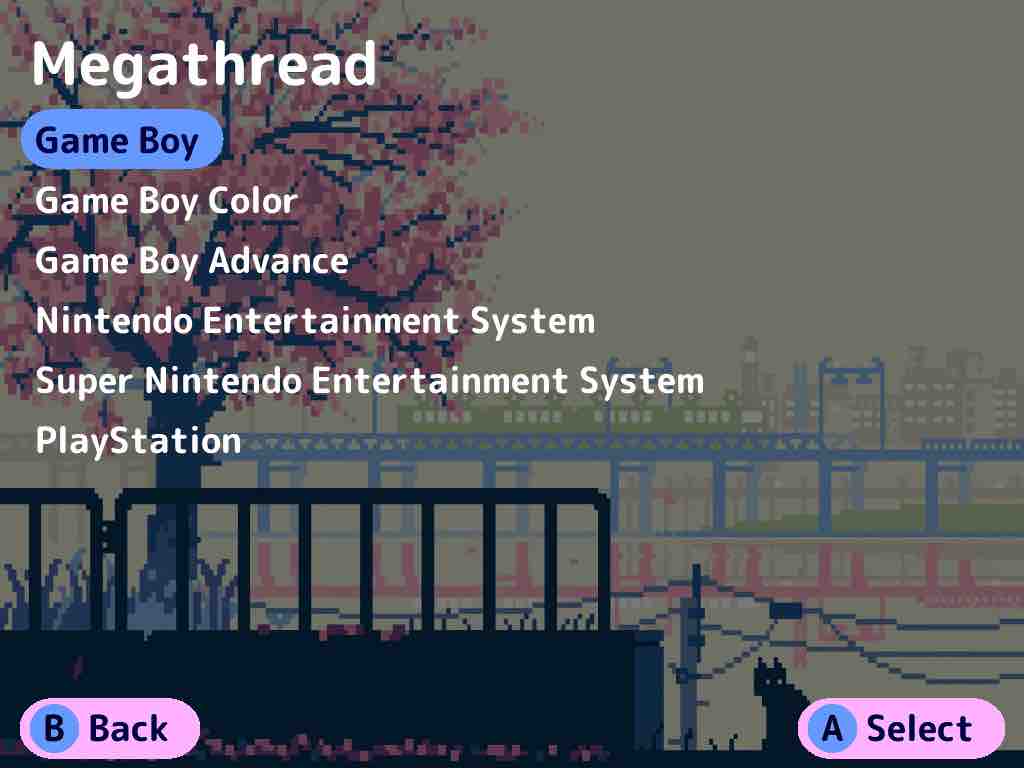 Megathread
Game Boy
Game Boy Color
Game Boy Advance
Nintendo Entertainment System
Super Nintendo Entertainment System
PlayStation
B Back
A Select